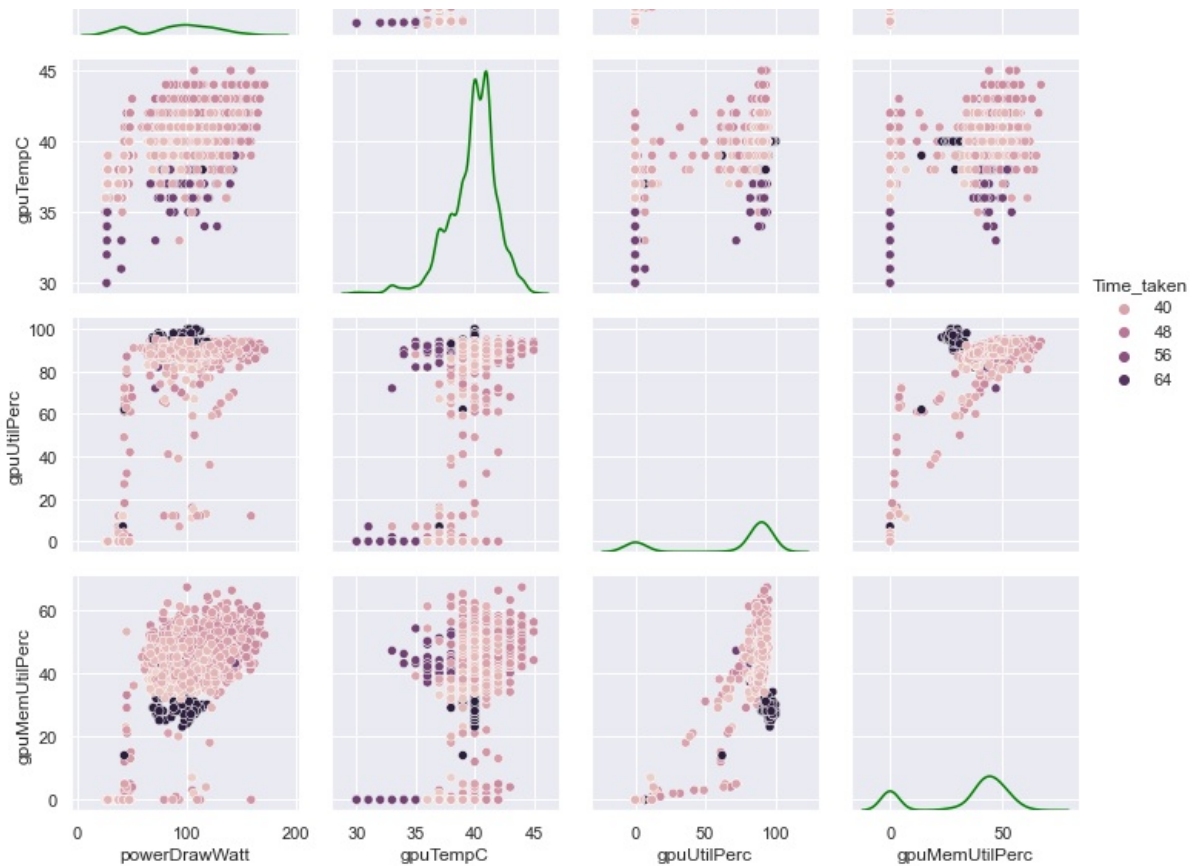 45
40
35
30
gpuTempC
Time_taken
40
48
56
64
100
80
60
40
20
0
gpuUtilPerc
60
40
20
0
gpuMemUtilPerc
0 100 200
30 35 40 45
0 50 100
0 50
powerDrawWatt gpuTempC gpuUtilPerc gpuMemUtilPerc